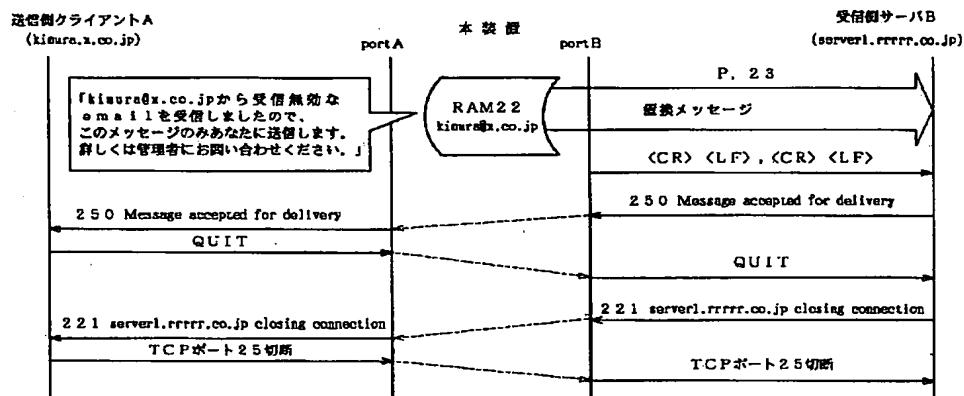 送信側クライアントA
(kimura.x.co.jp)
portA
本装置
portB
受信側サーバB
(server1.rrrrr.co.jp)
「kimura@x.co.jpから受信無効な
emailを受信しましたので、
このメッセージのみあなたに送信します。
詳しくは管理者にお問い合わせください。」
RAM22
kimura@x.co.jp
P.23
置換メッセージ
<CR> <LF>, <CR> <LF>
250 Message accepted for delivery
250 Message accepted for delivery
QUIT
QUIT
221 server1.rrrrr.co.jp closing connection
221 server1.rrrrr.co.jp closing connection
TCPポート25切断
TCPポート25切断